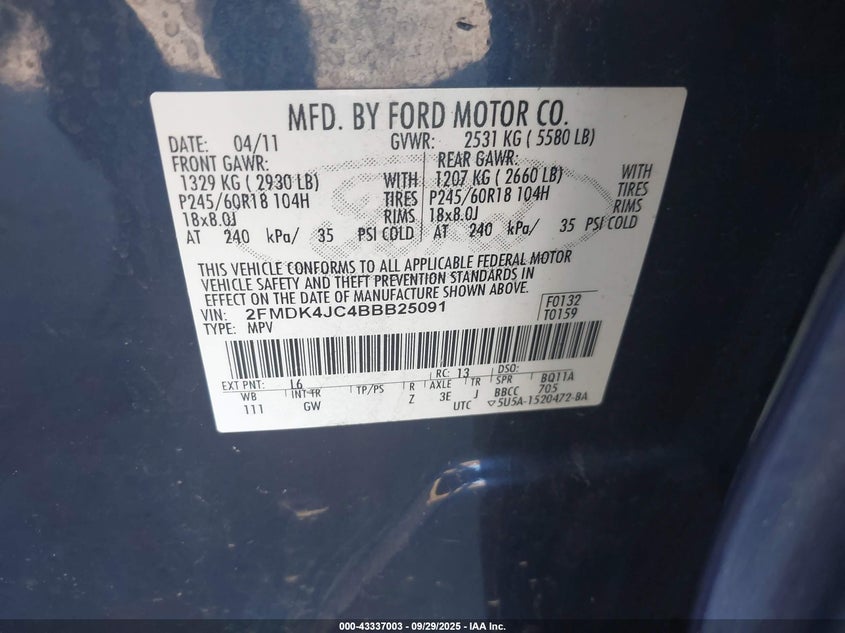 MFD. BY FORD MOTOR CO.
DATE: 04/11 GVWR: 2531 KG ( 5580 LB)
FRONT GAWR: REAR GAWR:
1329 KG ( 2930 LB) WITH 1207 KG ( 2660 LB) WITH
P245/60R18 104H TIRES P245/60R18 104H TIRES
18x8.0J RIMS 18x8.0J RIMS
AT 240 kPa/ 35 PSI COLD AT 240 kPa/ 35 PSI COLD
THIS VEHICLE CONFORMS TO ALL APPLICABLE FEDERAL MOTOR
VEHICLE SAFETY AND THEFT PREVENTION STANDARDS IN
EFFECT ON THE DATE OF MANUFACTURE SHOWN ABOVE.
VIN: 2FMDK4JC4BBB25091 F0132
TYPE: MPV T0159
EXT PNT: L6 RC: 13 DSO:
WB INT TR TP/PS R AXLE TR SPR BQ11A
111 GW Z 3E J BBCC 705
UTC ▽5U5A-1520472-BA
000-43337003 - 09/29/2025 - IAA Inc.